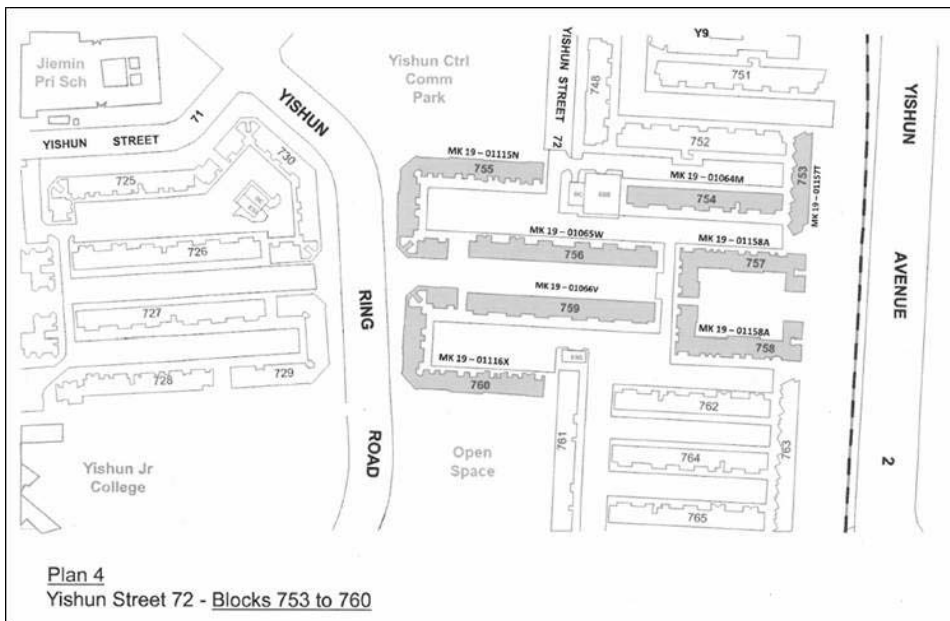 Jiemin
Pri Sch
YISHUN STREET 71
YISHUN
RING
ROAD
Yishun Ctrl
Comm
Park
YISHUN STREET 72
Y9
748
751
752
753
MK 19 – 01157T
YISHUN
AVENUE
2
725
730
726
727
728
729
MK 19 – 01115N
755
MK 19 – 01064M
754
MK 19 – 01065W
756
MK 19 – 01158A
757
MK 19 – 01066V
759
MK 19 – 01158A
758
MK 19 – 01116X
760
761
762
763
764
765
Yishun Jr
College
Open
Space
Plan 4
Yishun Street 72 - Blocks 753 to 760